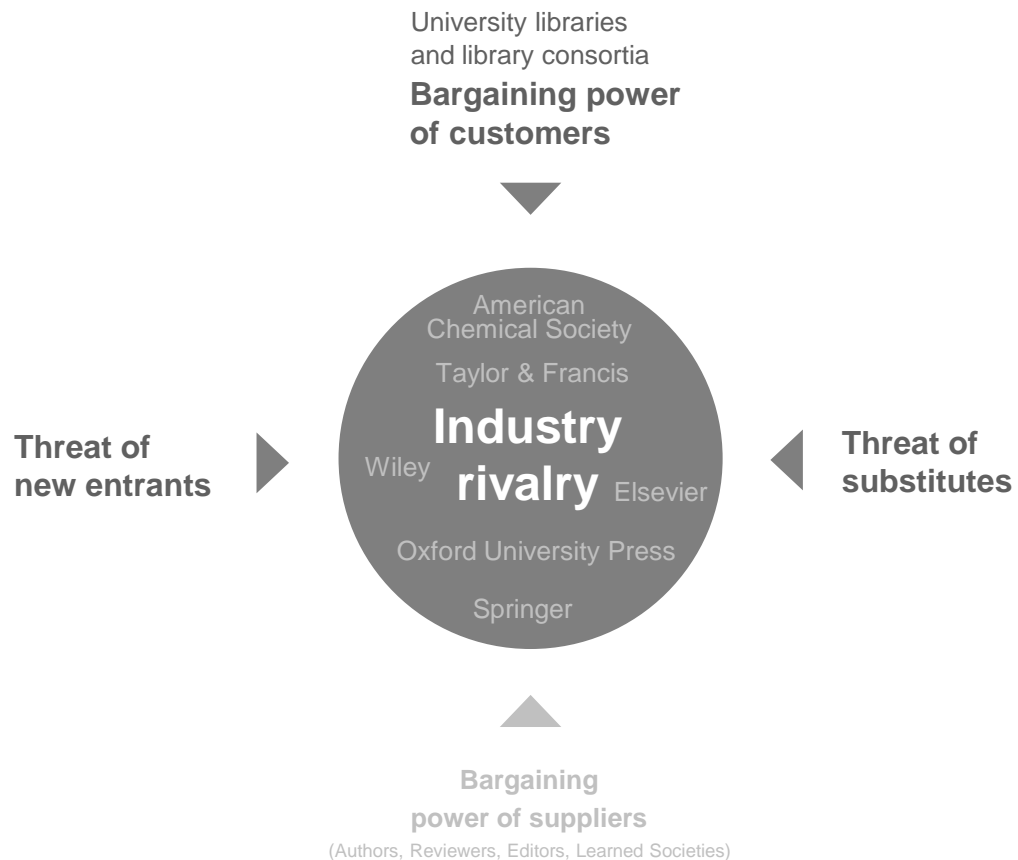 University libraries
and library consortia
Bargaining power
of customers
American
Chemical Society
Taylor & Francis
Industry
rivalry
Wiley
Elsevier
Oxford University Press
Springer
Threat of
new entrants
Threat of
substitutes
Bargaining
power of suppliers
(Authors, Reviewers, Editors, Learned Societies)